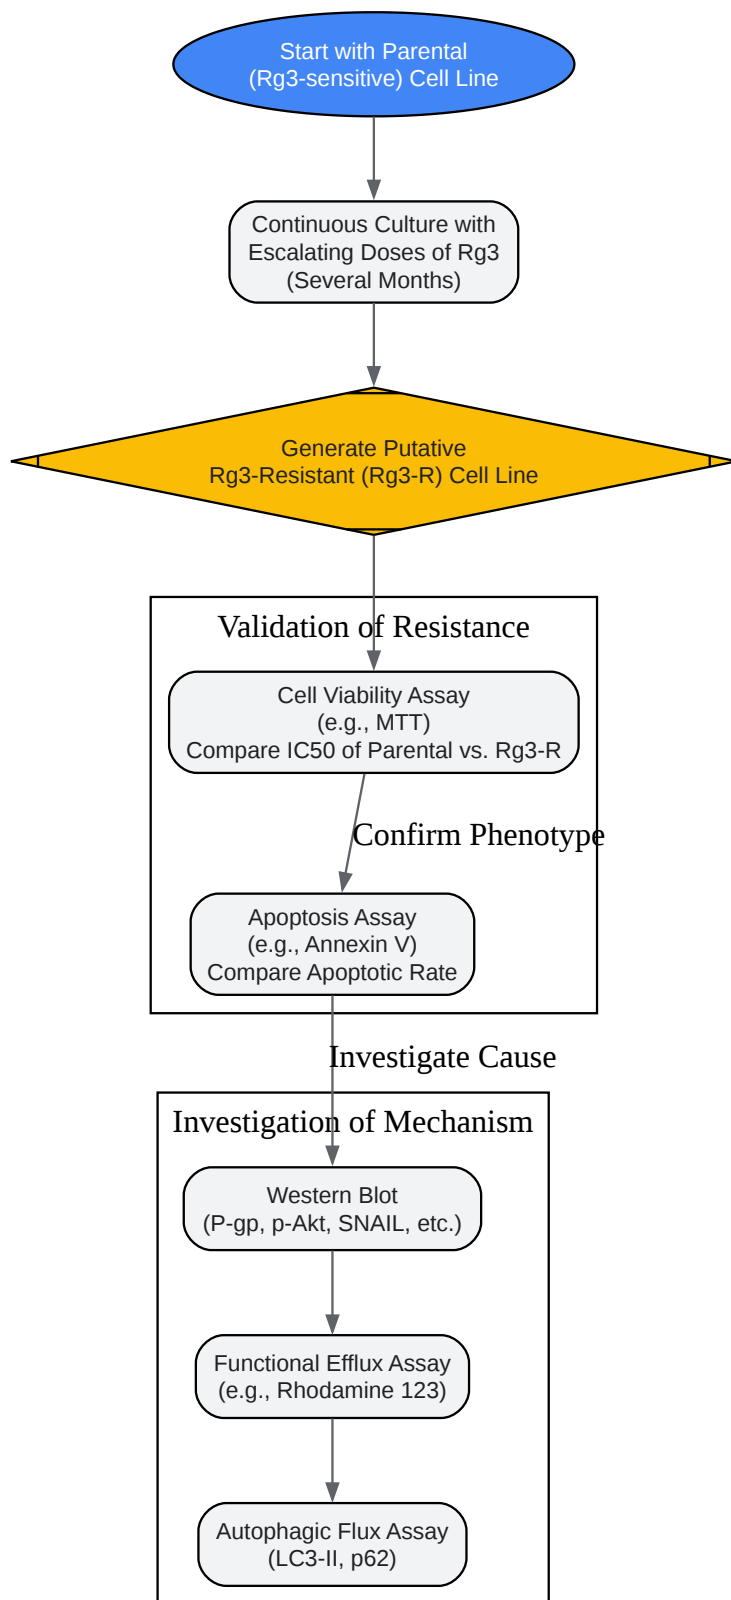 Start with Parental
(Rg3-sensitive) Cell Line
Continuous Culture with
Escalating Doses of Rg3
(Several Months)
Generate Putative
Rg3-Resistant (Rg3-R) Cell Line
Validation of Resistance
Cell Viability Assay
(e.g., MTT)
Compare IC50 of Parental vs. Rg3-R
Confirm Phenotype
Apoptosis Assay
(e.g., Annexin V)
Compare Apoptotic Rate
Investigate Cause
Investigation of Mechanism
Western Blot
(P-gp, p-Akt, SNAIL, etc.)
Functional Efflux Assay
(e.g., Rhodamine 123)
Autophagic Flux Assay
(LC3-II, p62)